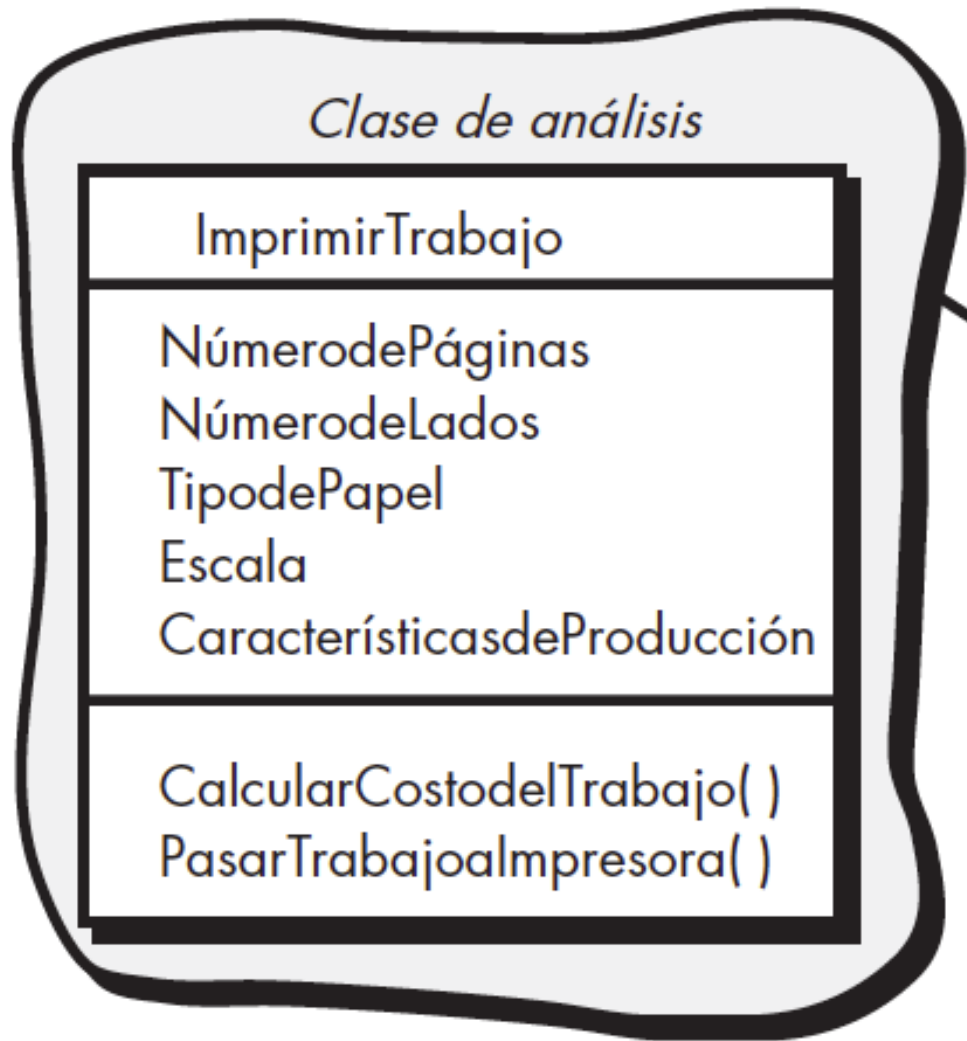 Clase de análisis
ImprimirTrabajo
NúmerodePáginas
NúmerodeLados
TipodePapel
Escala
CaracterísticasdeProducción
CalcularCostodelTrabajo( )
PasarTrabajoaImpresora( )